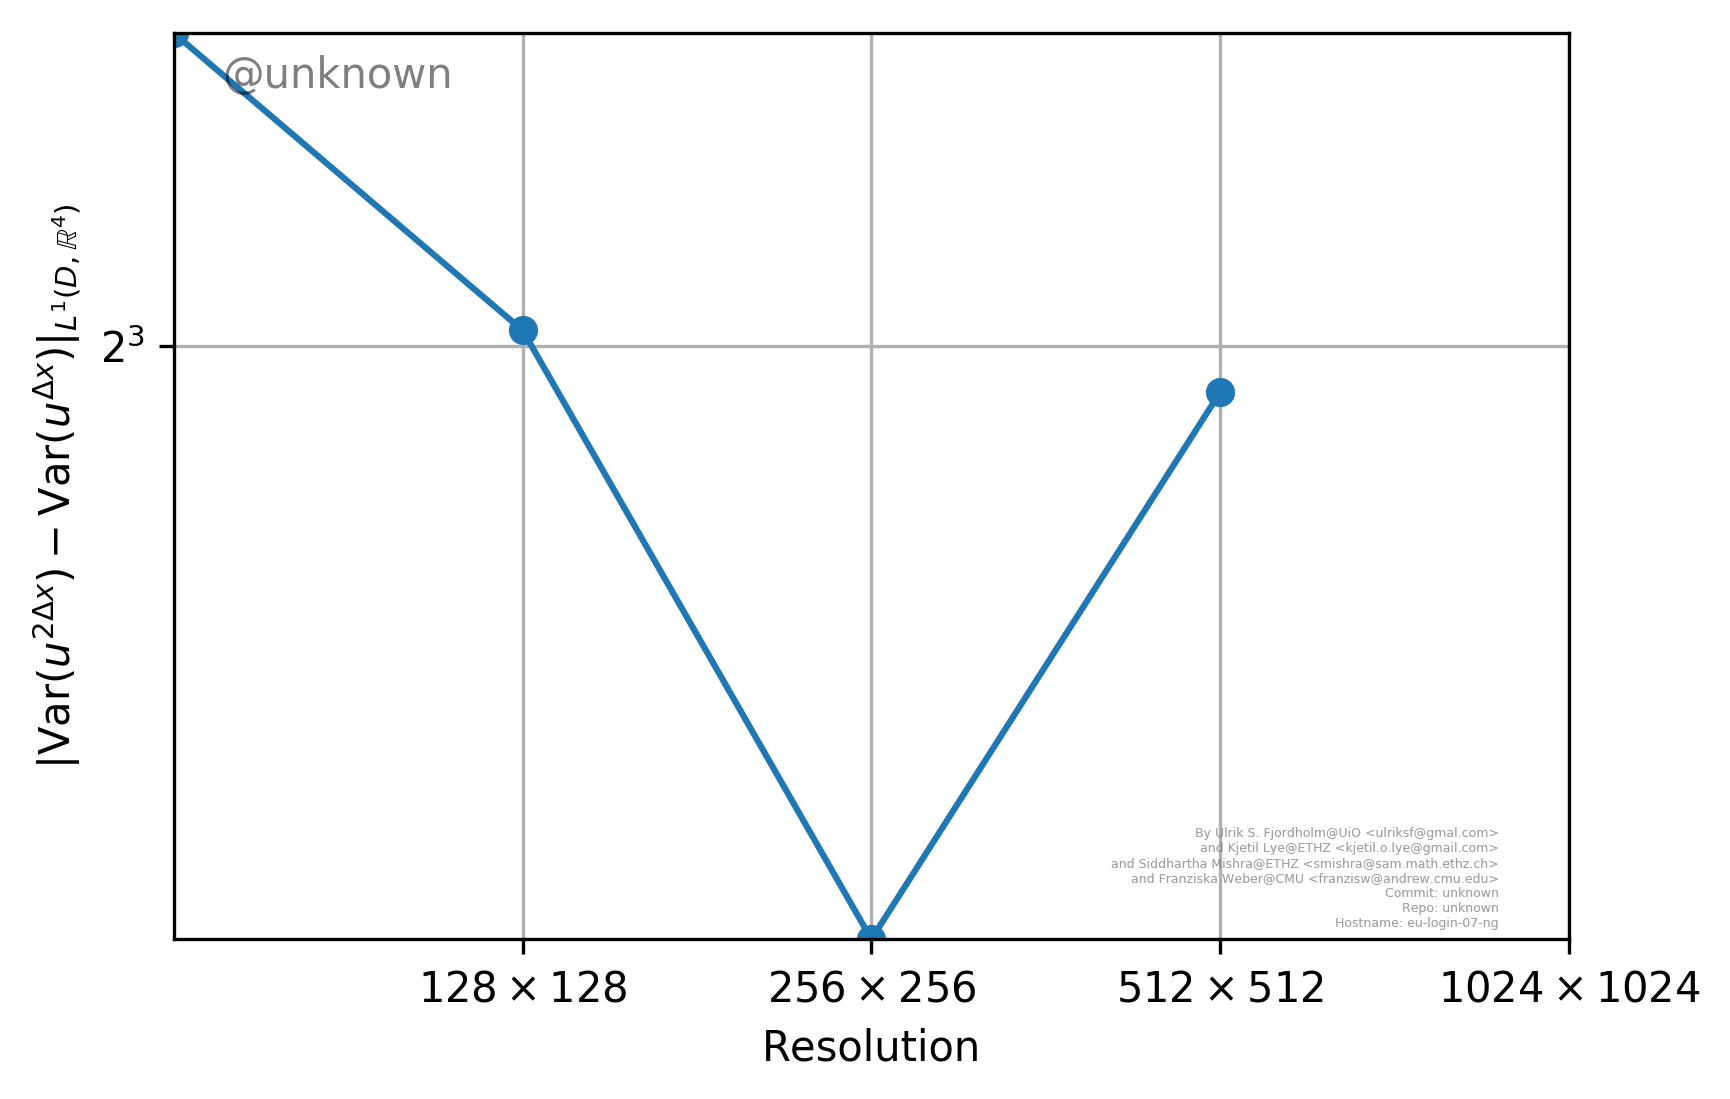 @unknown
|Var(u^{2Δx}) − Var(u^{Δx})|_{L^1(D, ℝ^4)}
2^3
By Ulrik S. Fjordholm@UiO <ulriksf@gmal.com>
and Kjetil Lye@ETHZ <kjetil.o.lye@gmail.com>
and Siddhartha Mishra@ETHZ <smishra@sam.math.ethz.ch>
and Franziska Weber@CMU <franzisw@andrew.cmu.edu>
Commit: unknown
Repo: unknown
Hostname: eu-login-07-ng
128 × 128 256 × 256 512 × 512 1024 × 1024
Resolution